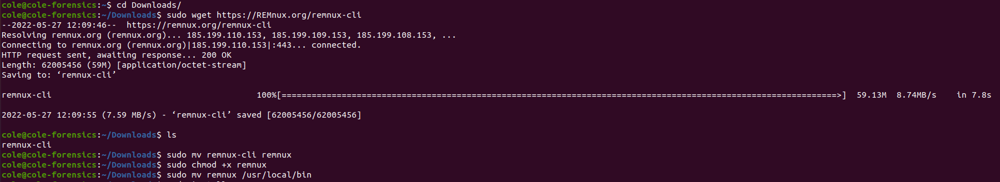 cole@cole-forensics:~$ cd Downloads/
cole@cole-forensics:~/Downloads$ sudo wget https://REMnux.org/remnux-cli
--2022-05-27 12:09:46--  https://remnux.org/remnux-cli
Resolving remnux.org (remnux.org)... 185.199.110.153, 185.199.109.153, 185.199.108.153, ...
Connecting to remnux.org (remnux.org)|185.199.110.153|:443... connected.
HTTP request sent, awaiting response... 200 OK
Length: 62005456 (59M) [application/octet-stream]
Saving to: ‘remnux-cli’
remnux-cli 100%[===============================================================================================================>] 59.13M 8.74MB/s in 7.8s
2022-05-27 12:09:55 (7.59 MB/s) - ‘remnux-cli’ saved [62005456/62005456]
cole@cole-forensics:~/Downloads$ ls
remnux-cli
cole@cole-forensics:~/Downloads$ sudo mv remnux-cli remnux
cole@cole-forensics:~/Downloads$ sudo chmod +x remnux
cole@cole-forensics:~/Downloads$ sudo mv remnux /usr/local/bin